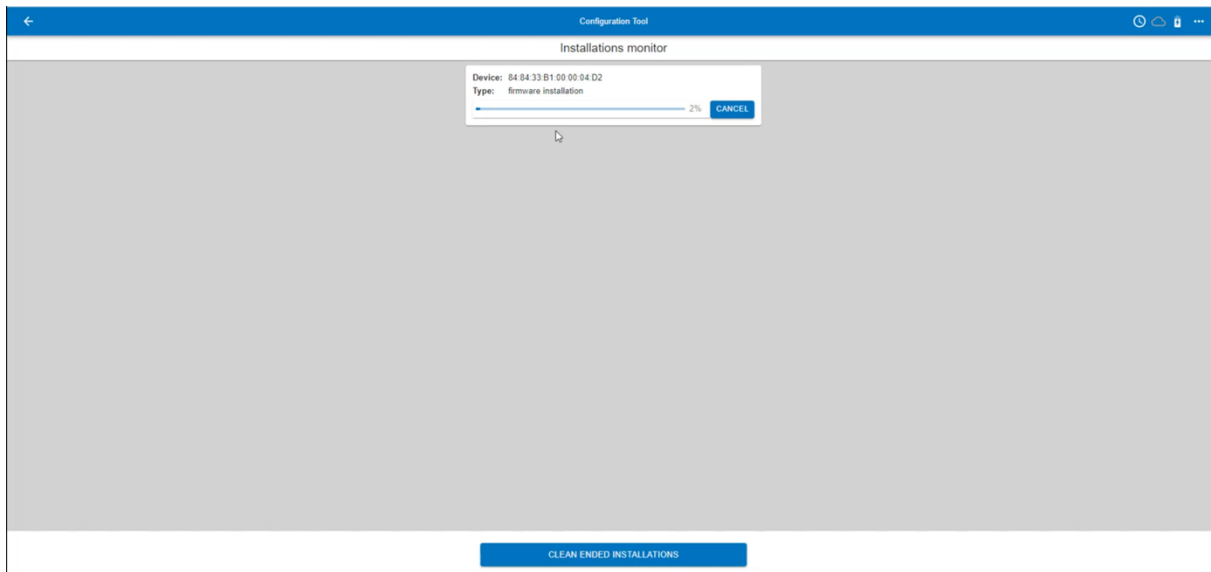 Configuration Tool
Installations monitor
Device: 84:84:33:B1:00:00:04:D2
Type: firmware installation
2% CANCEL
CLEAN ENDED INSTALLATIONS